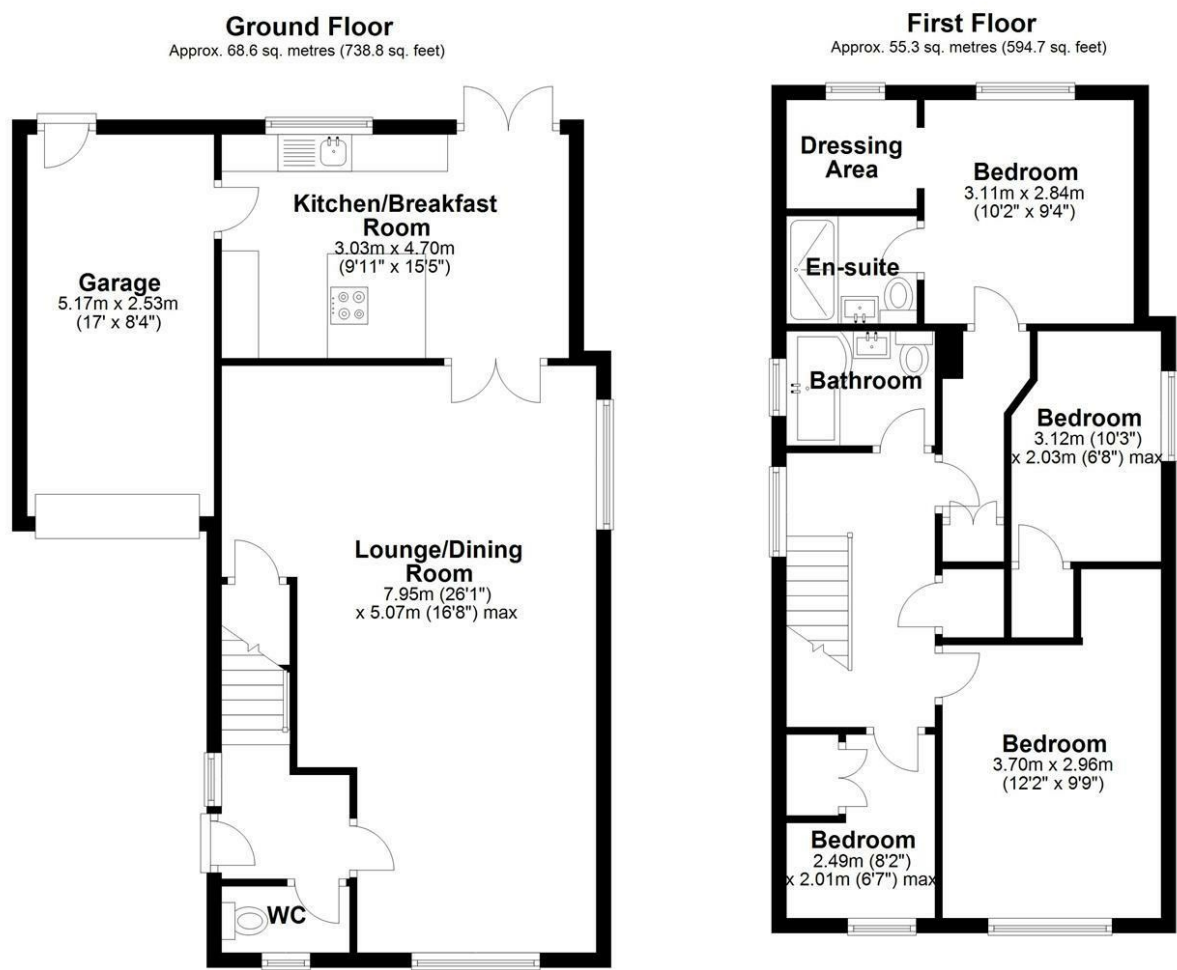 Ground Floor
Approx. 68.6 sq. metres (738.8 sq. feet)
Kitchen/Breakfast
Room
3.03m x 4.70m
(9'11" x 15'5")
Garage
5.17m x 2.53m
(17' x 8'4")
Lounge/Dining
Room
7.95m (26'1")
x 5.07m (16'8") max
WC
First Floor
Approx. 55.3 sq. metres (594.7 sq. feet)
Dressing
Area
Bedroom
3.11m x 2.84m
(10'2" x 9'4")
En-suite
Bathroom
Bedroom
3.12m (10'3")
x 2.03m (6'8") max
Bedroom
3.70m x 2.96m
(12'2" x 9'9")
Bedroom
2.49m (8'2")
x 2.01m (6'7") max